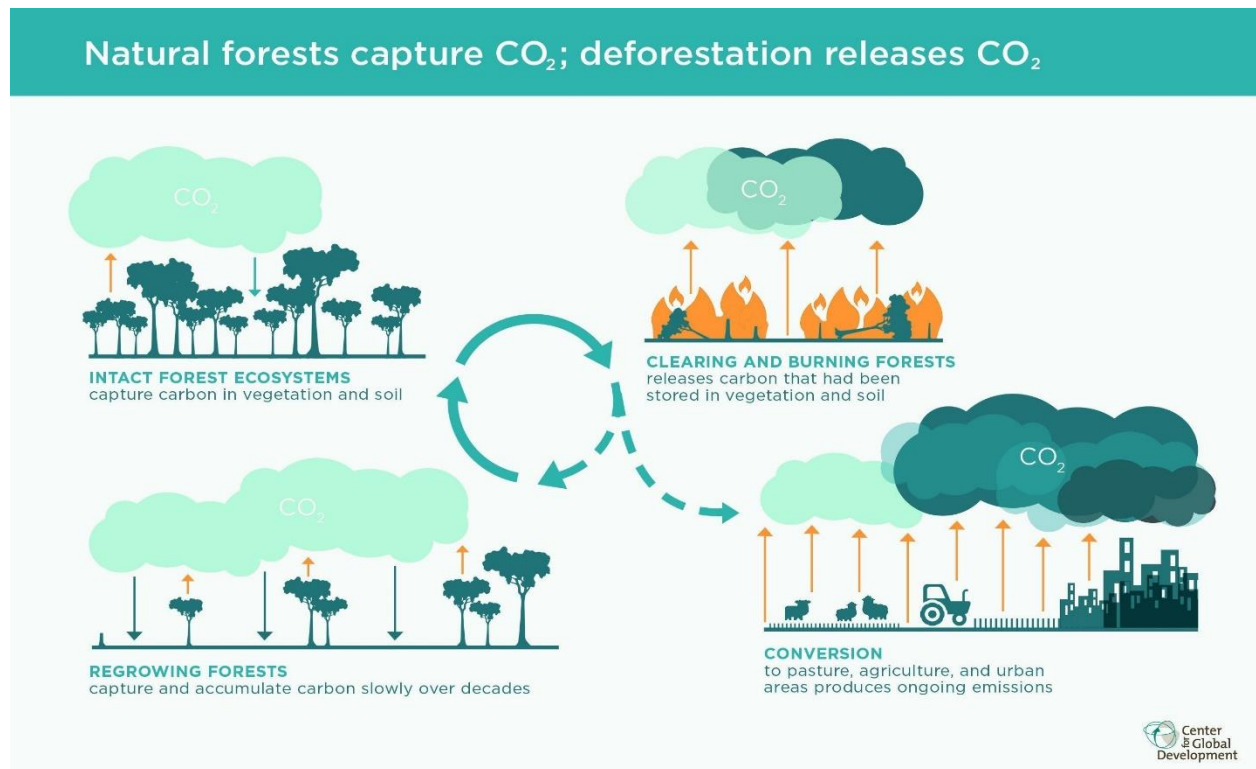 Natural forests capture CO₂; deforestation releases CO₂
CO₂
INTACT FOREST ECOSYSTEMS
capture carbon in vegetation and soil
CO₂
CLEARING AND BURNING FORESTS
releases carbon that had been
stored in vegetation and soil
CO₂
REGROWING FORESTS
capture and accumulate carbon slowly over decades
CO₂
CONVERSION
to pasture, agriculture, and urban
areas produces ongoing emissions
Center
for Global
Development